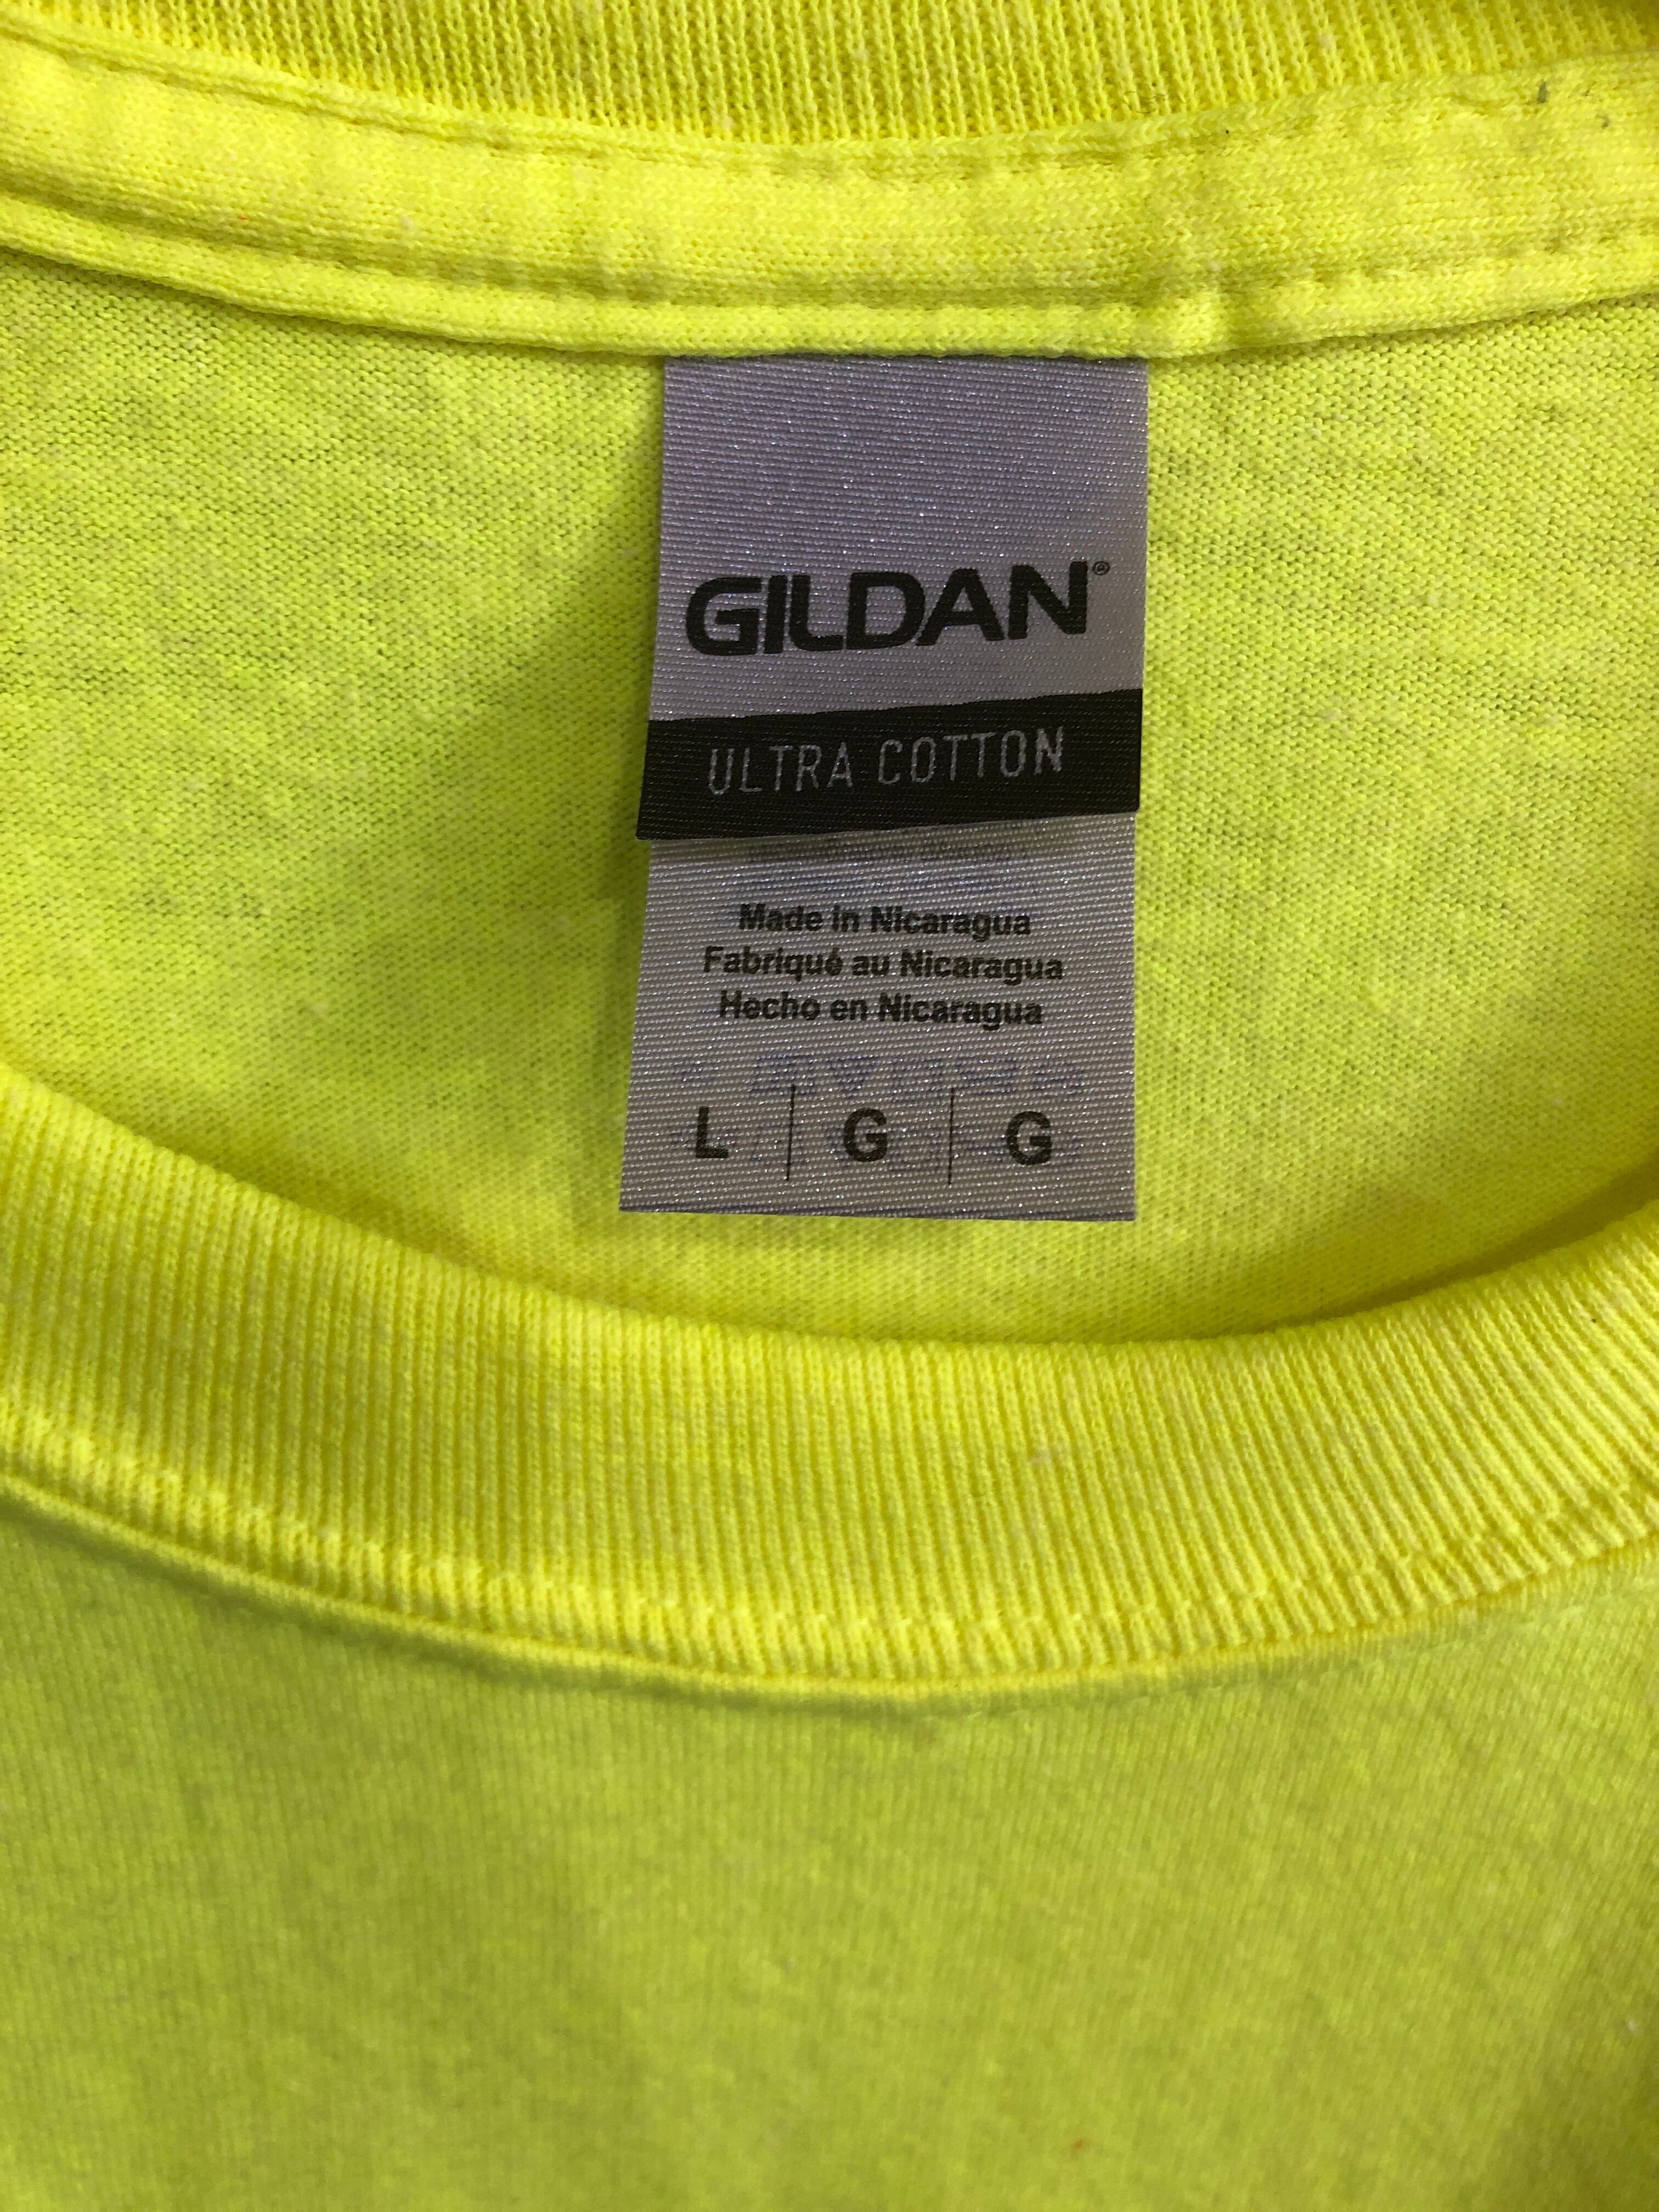 GILDAN®
ULTRA COTTON
Made in Nicaragua
Fabriqué au Nicaragua
Hecho en Nicaragua
L | G | G